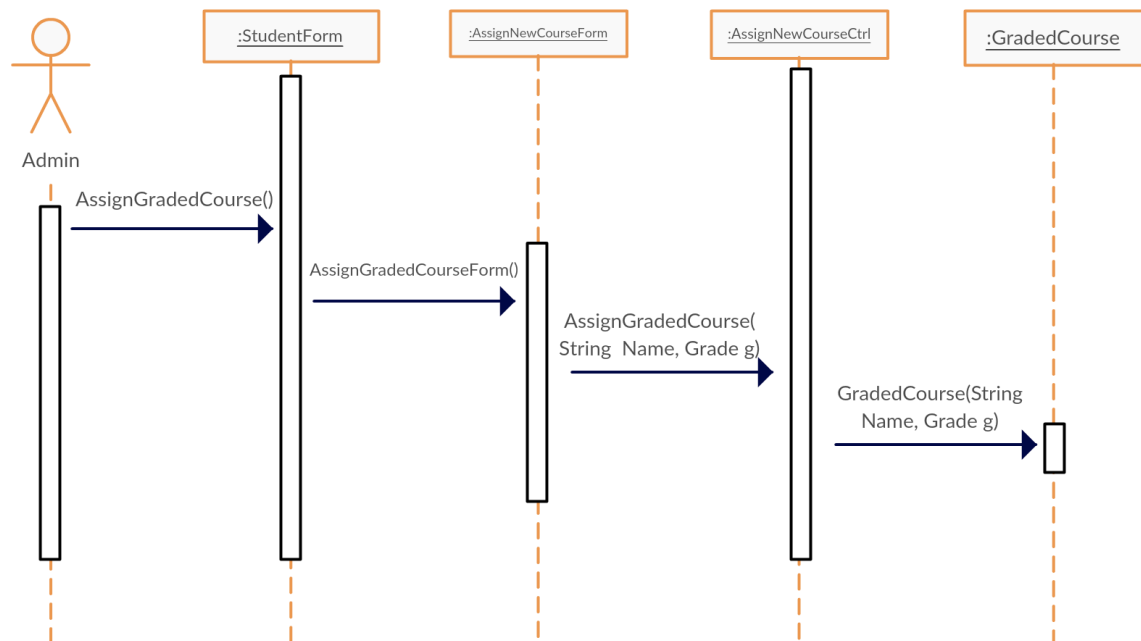 :StudentForm
:AssignNewCourseForm
:AssignNewCourseCtrl
:GradedCourse
Admin
AssignGradedCourse()
AssignGradedCourseForm()
AssignGradedCourse(
String Name, Grade g)
GradedCourse(String
Name, Grade g)